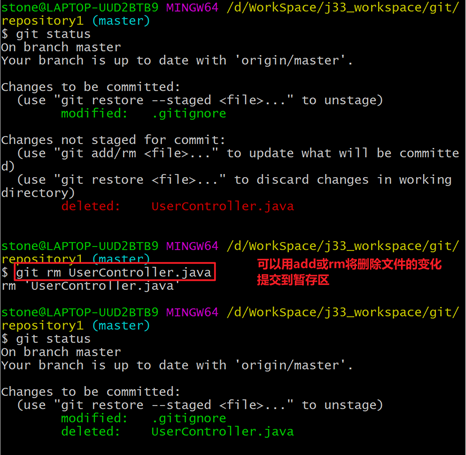 stone@LAPTOP-UUD2BTB9 MINGW64 /d/WorkSpace/j33_workspace/git/
repository1 (master)
$ git status
On branch master
Your branch is up to date with 'origin/master'.
Changes to be committed:
(use "git restore --staged <file>..." to unstage)
modified: .gitignore
Changes not staged for commit:
(use "git add/rm <file>..." to update what will be committe
d)
(use "git restore <file>..." to discard changes in working
directory)
deleted: UserController.java
stone@LAPTOP-UUD2BTB9 MINGW64 /d/WorkSpace/j33_workspace/git/
repository1 (master)
$ git rm UserController.java
rm 'UserController.java'
可以用add或rm将删除文件的变化
提交到暂存区
stone@LAPTOP-UUD2BTB9 MINGW64 /d/WorkSpace/j33_workspace/git/
repository1 (master)
$ git status
On branch master
Your branch is up to date with 'origin/master'.
Changes to be committed:
(use "git restore --staged <file>..." to unstage)
modified: .gitignore
deleted: UserController.java